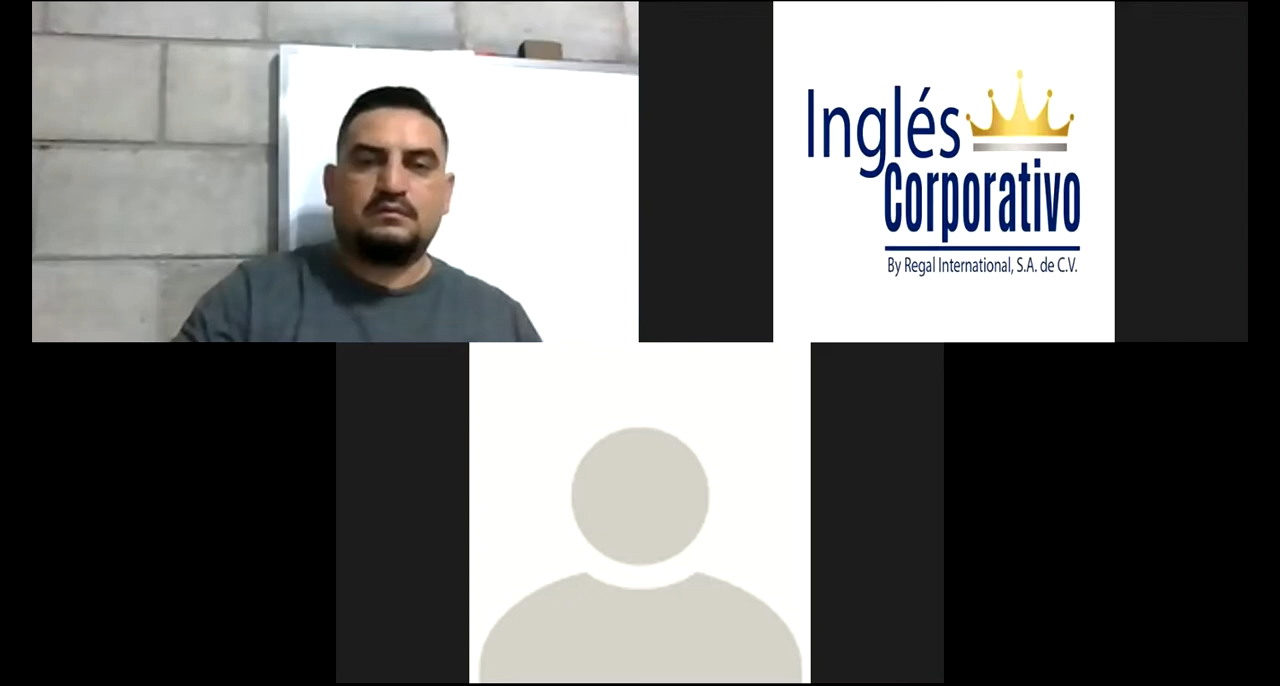 Inglés
Corporativo
By Regal International, S.A. de C.V.